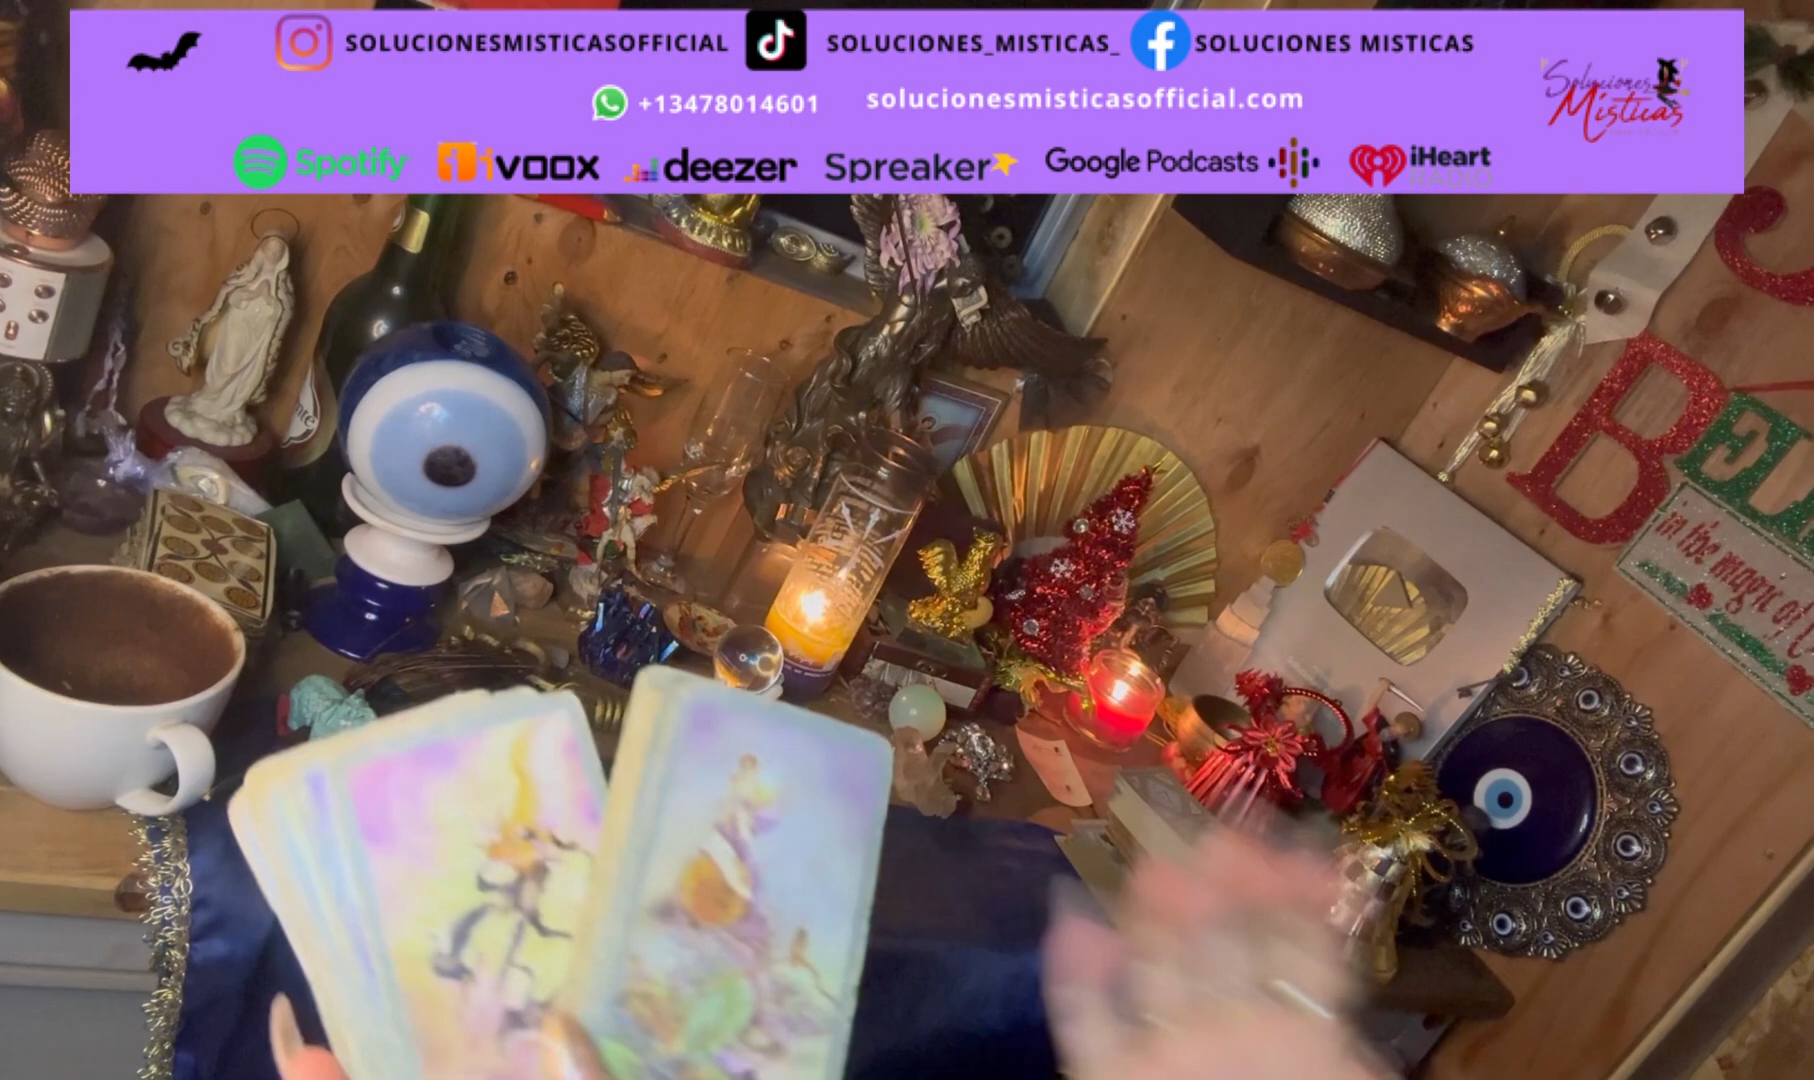 SOLUCIONESMISTICASOFFICIAL SOLUCIONES_MISTICAS_ SOLUCIONES MISTICAS
+13478014601 solucionesmisticasofficial.com
Soluciones
Místicas
Spotify ivoox deezer Spreaker Google Podcasts iHeart
RADIO
B
in the magic of